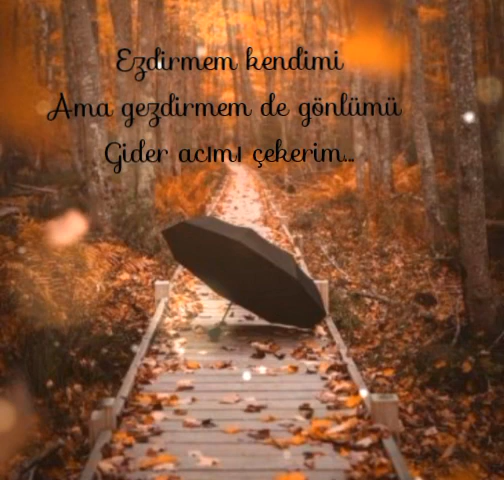 Ezdirmem kendimi
Ama gezdirmem de gönlümü
Gider acımı çekerim...